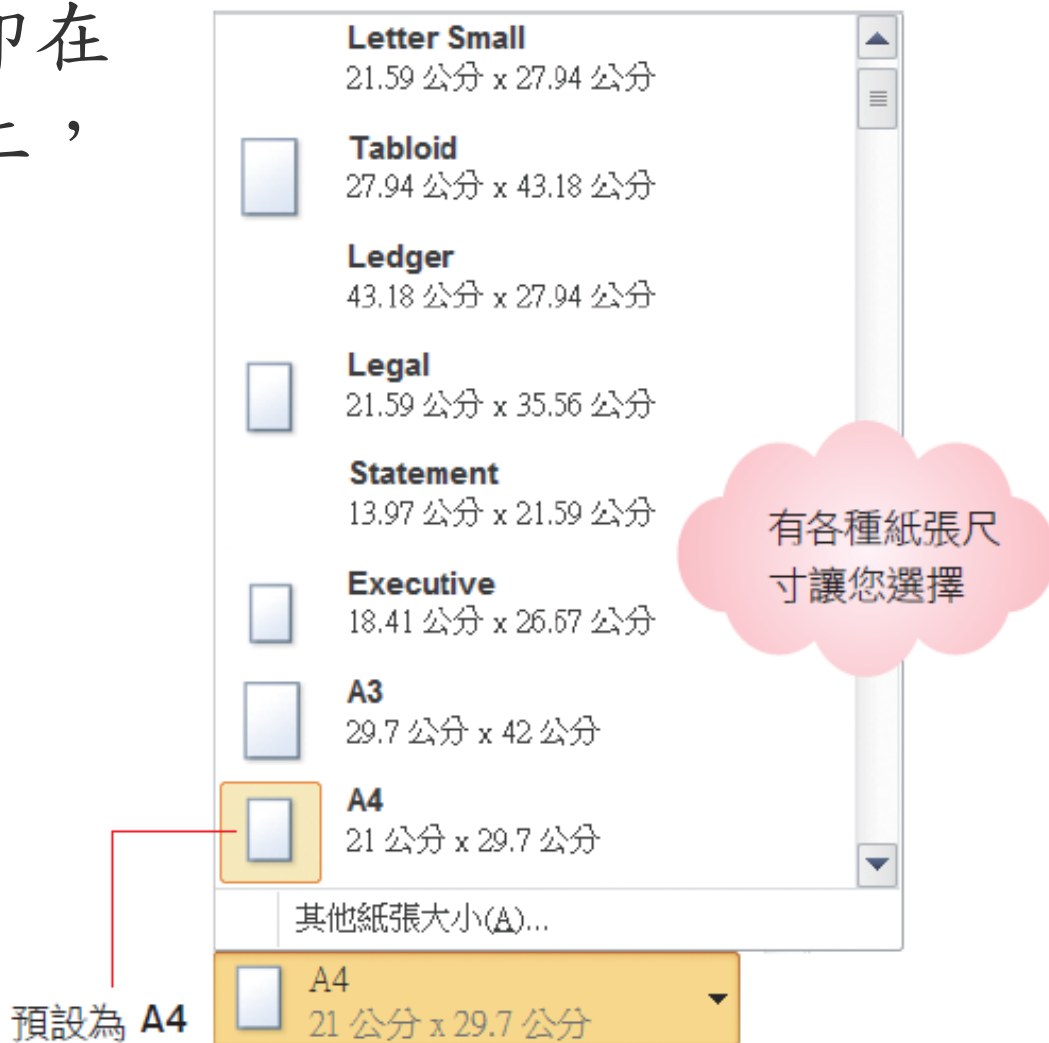 印在
上，
Letter Small
21.59 公分 x 27.94 公分
Tabloid
27.94 公分 x 43.18 公分
Ledger
43.18 公分 x 27.94 公分
Legal
21.59 公分 x 35.56 公分
Statement
13.97 公分 x 21.59 公分
Executive
18.41 公分 x 26.67 公分
A3
29.7 公分 x 42 公分
A4
21 公分 x 29.7 公分
其他紙張大小(A)...
A4
21 公分 x 29.7 公分
有各種紙張尺
寸讓您選擇
預設為 A4